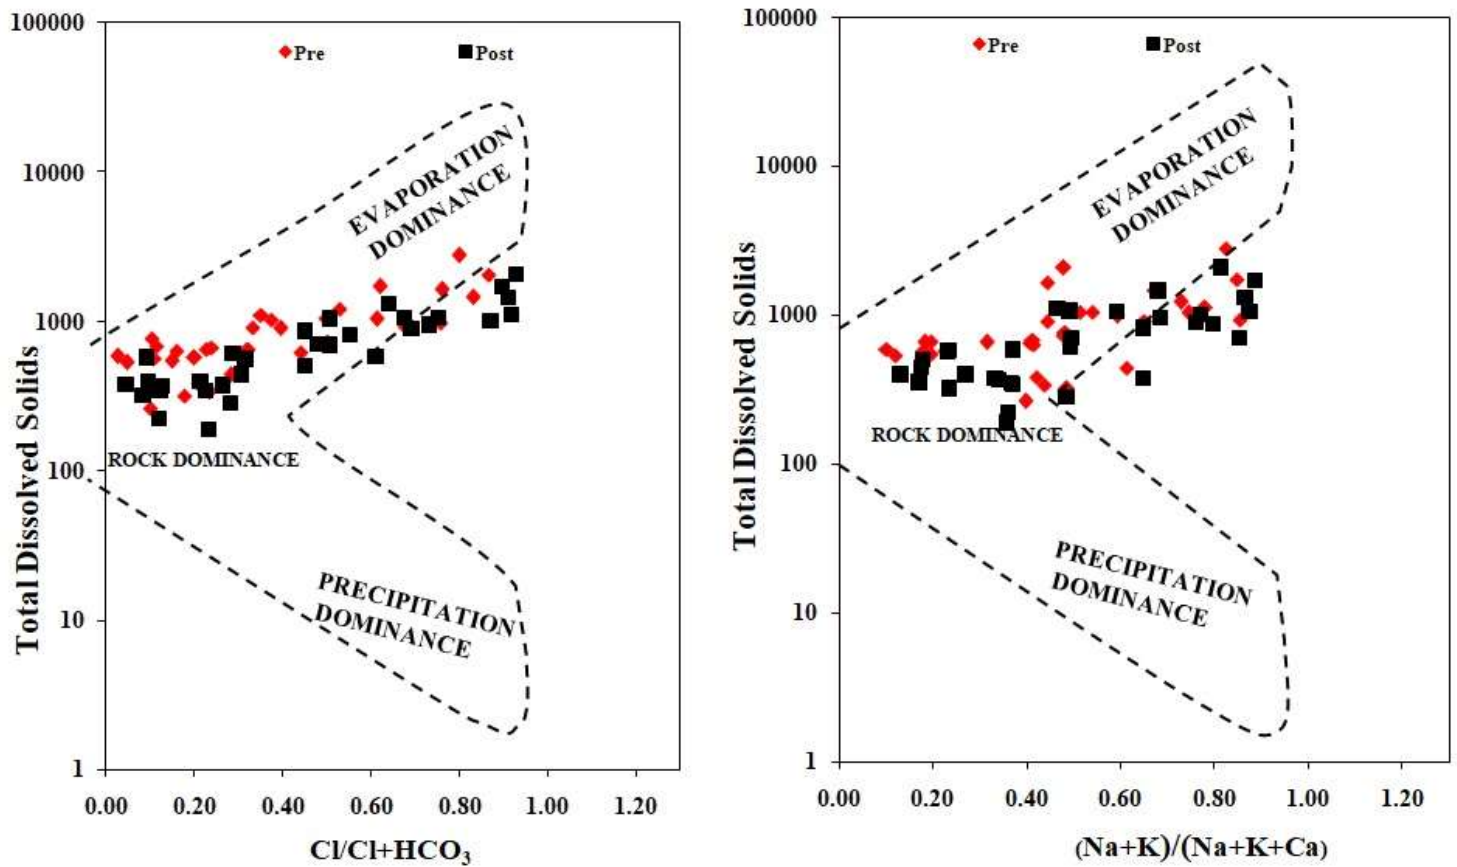 100000
10000
1000
100
10
1
Total Dissolved Solids
Pre
Post
EVAPORATION
DOMINANCE
ROCK DOMINANCE
PRECIPITATION
DOMINANCE
0.00 0.20 0.40 0.60 0.80 1.00 1.20
Cl/Cl+HCO₃
100000
10000
1000
100
10
1
Total Dissolved Solids
Pre
Post
EVAPORATION
DOMINANCE
ROCK DOMINANCE
PRECIPITATION
DOMINANCE
0.00 0.20 0.40 0.60 0.80 1.00 1.20
(Na+K)/(Na+K+Ca)